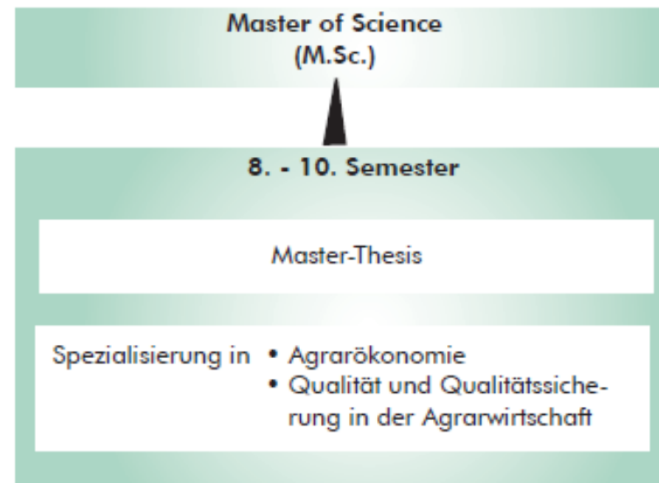 Master of Science
(M.Sc.)
8. - 10. Semester
Master-Thesis
Spezialisierung in • Agrarökonomie
• Qualität und Qualitätssiche-
rung in der Agrarwirtschaft